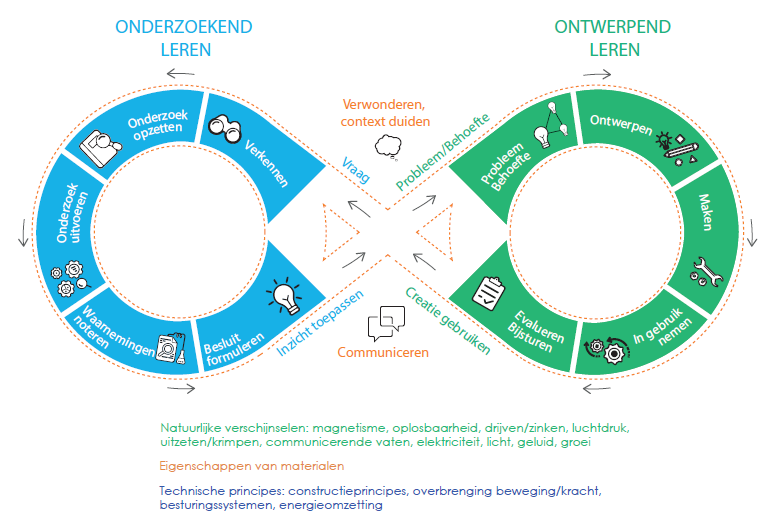 ONDERZOEKEND
LEREN
ONTWERPEND
LEREN
Verwonderen,
context duiden
Vraag
Probleem/Behoefte
Verkennen
Onderzoek
opzetten
Onderzoek
uitvoeren
Waarnemingen
noteren
Besluit
formuleren
Inzicht toepassen
Probleem
Behoefte
Ontwerpen
Maken
In gebruik
nemen
Evalueren
Bijsturen
Creatie gebruiken
Communiceren
Natuurlijke verschijnselen: magnetisme, oplosbaarheid, drijven/zinken, luchtdruk,
uitzeten/krimpen, communicerende vaten, elektriciteit, licht, geluid, groei
Eigenschappen van materialen
Technische principes: constructieprincipes, overbrenging beweging/kracht,
besturingssystemen, energieomzetting